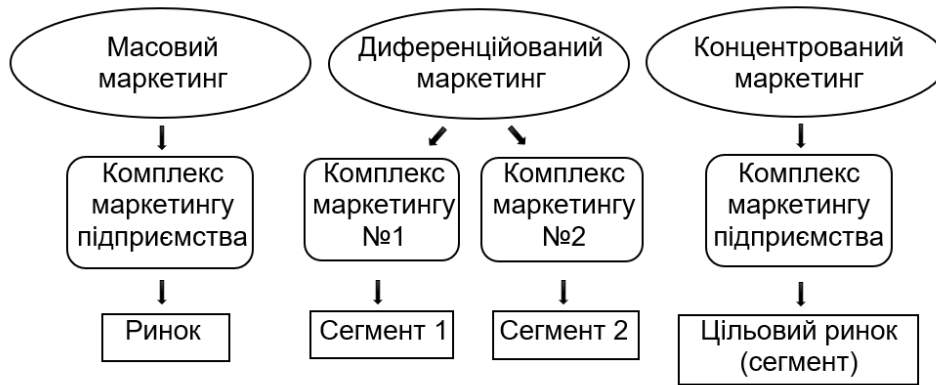 Масовий
маркетинг
Диференційований
маркетинг
Концентрований
маркетинг
Комплекс
маркетингу
підприємства
Комплекс
маркетингу
№1
Комплекс
маркетингу
№2
Комплекс
маркетингу
підприємства
Ринок
Сегмент 1
Сегмент 2
Цільовий ринок
(сегмент)